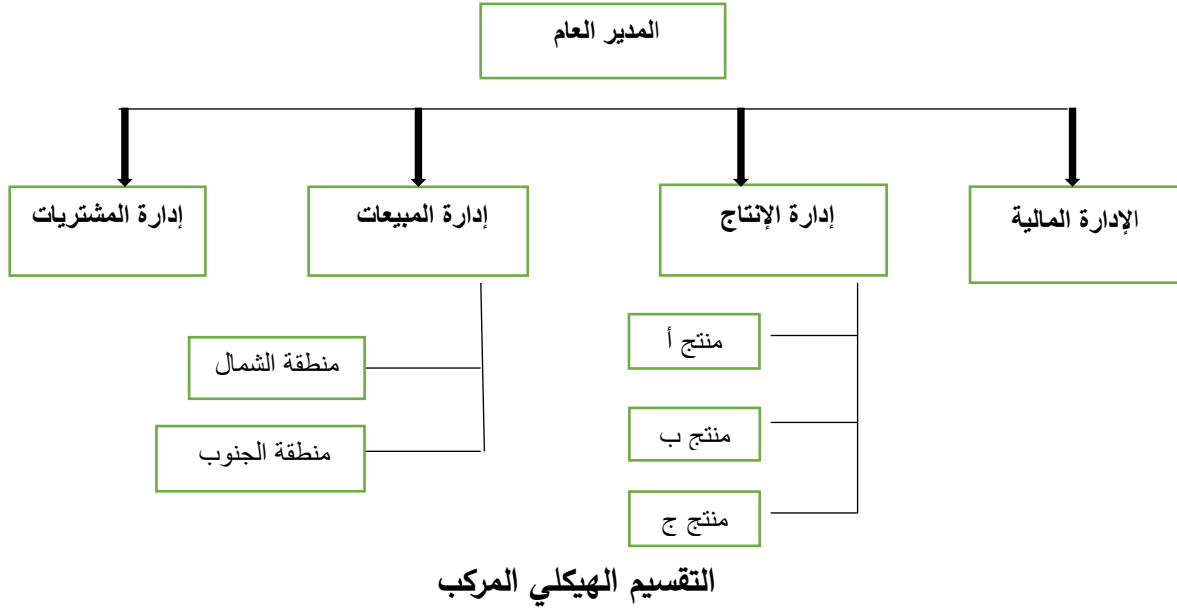 المدير العام
الإدارة المالية
إدارة الإنتاج
إدارة المبيعات
إدارة المشتريات
منتج أ
منتج ب
منتج ج
منطقة الشمال
منطقة الجنوب
التقسيم الهيكلي المركب